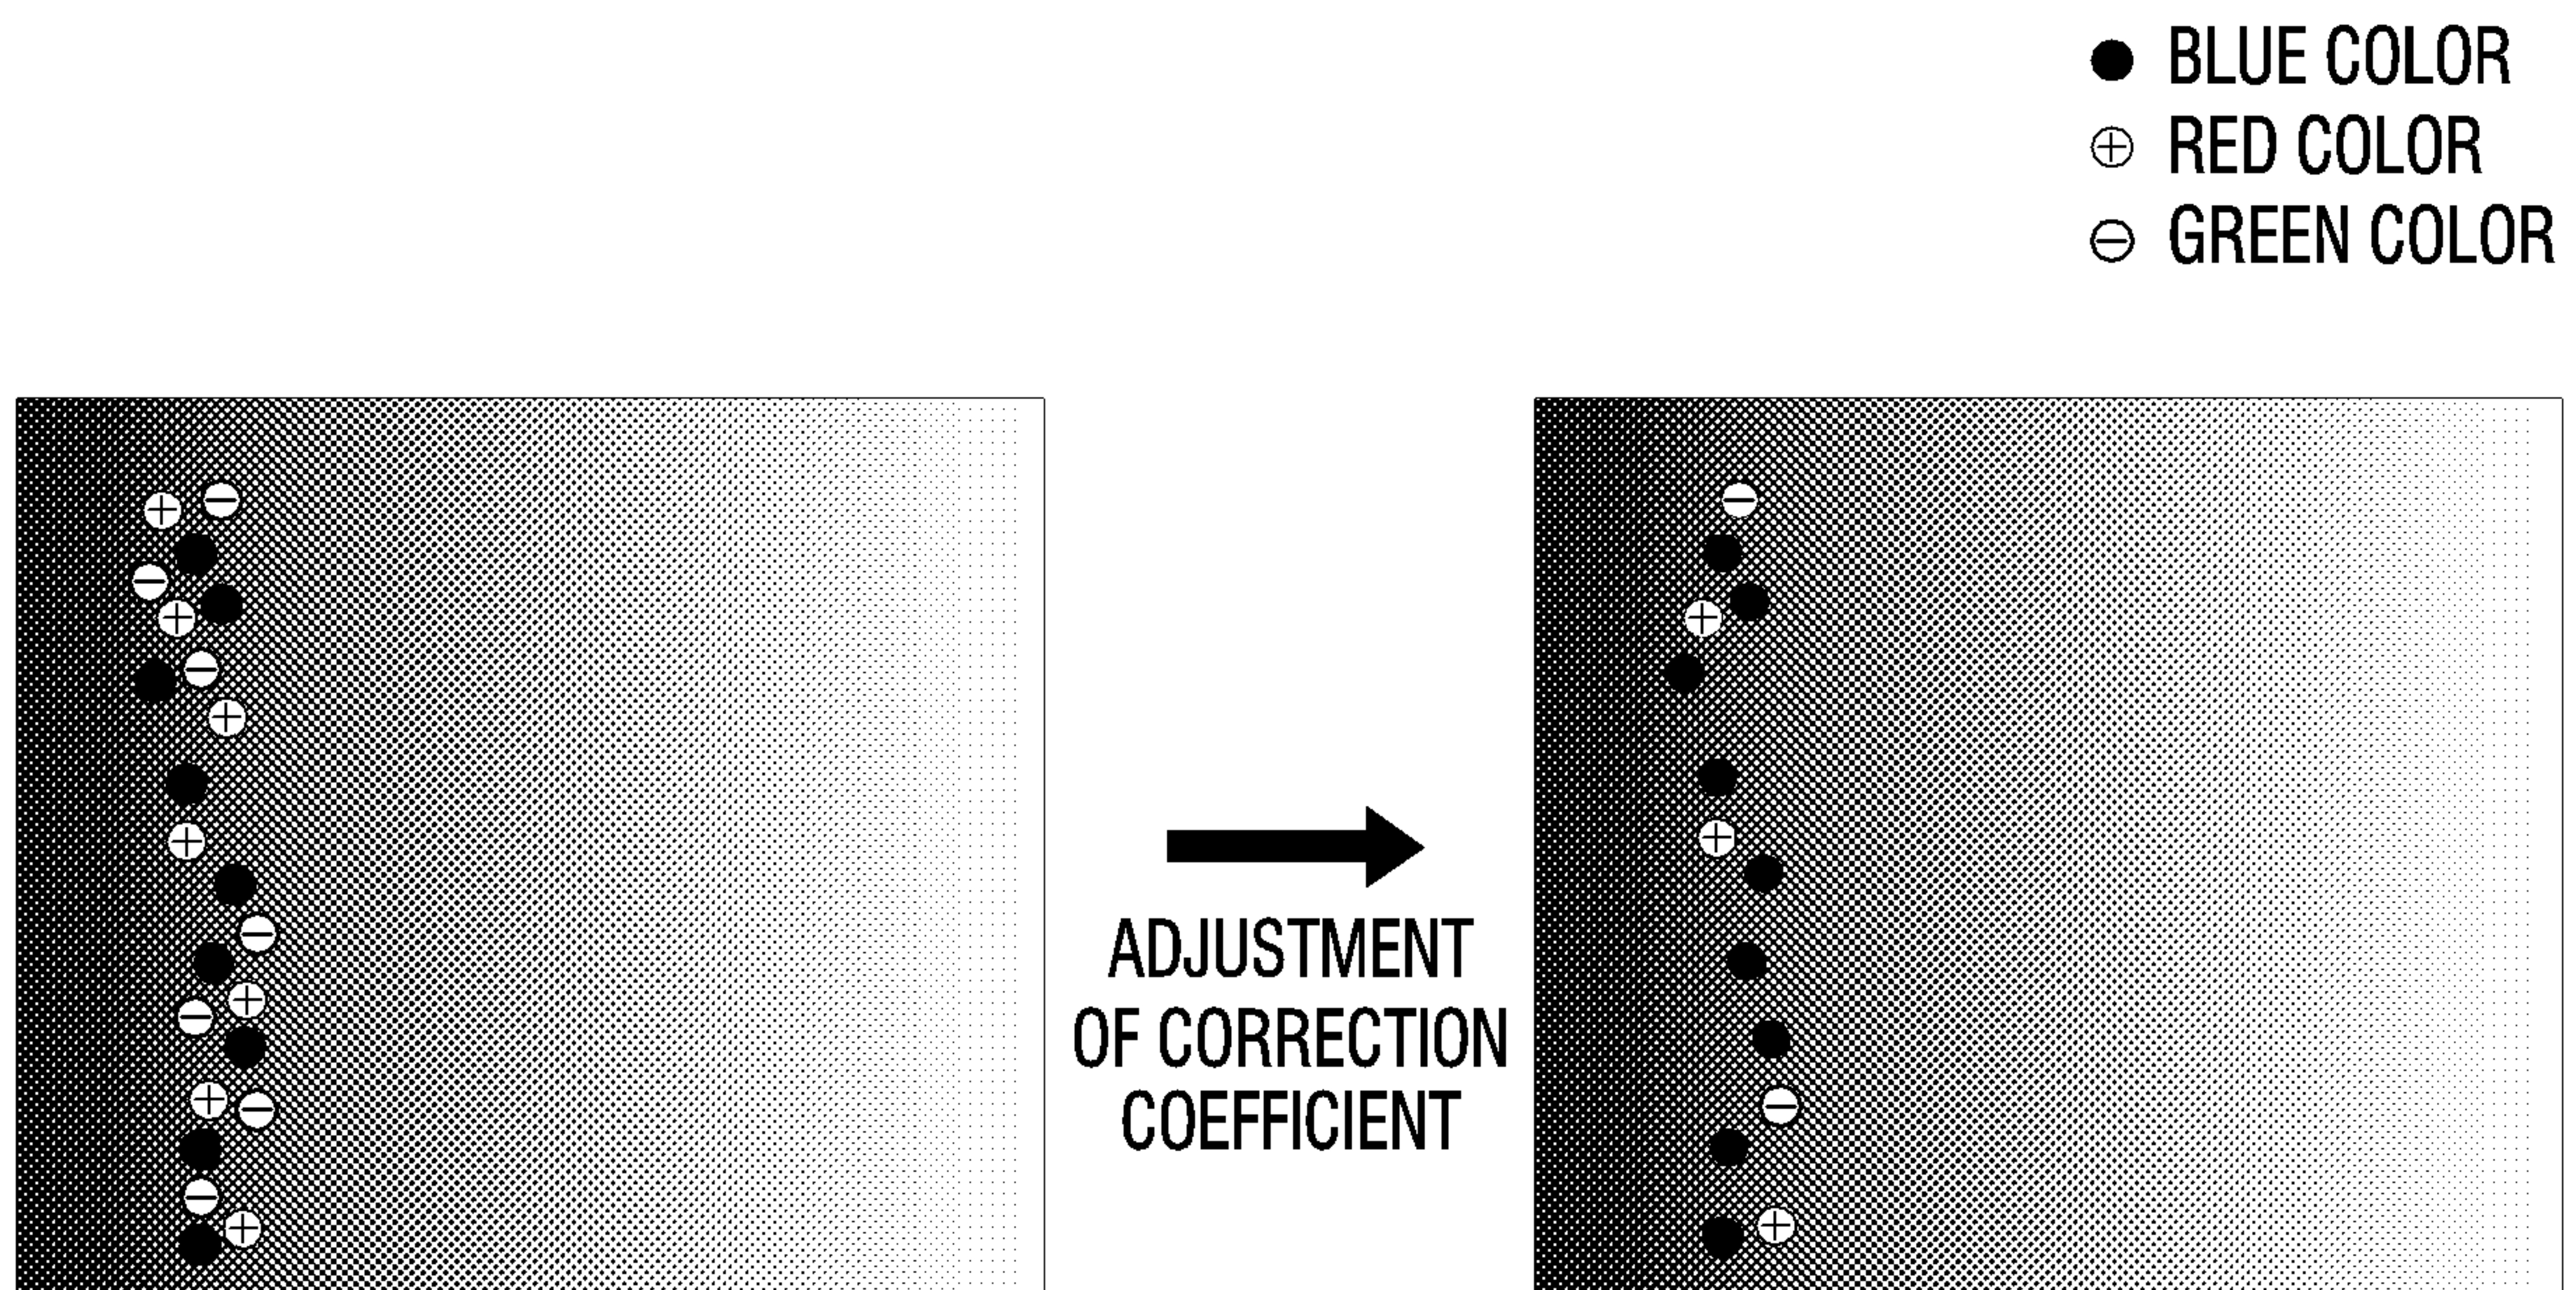 BLUE COLOR
RED COLOR
GREEN COLOR
ADJUSTMENT
OF CORRECTION
COEFFICIENT